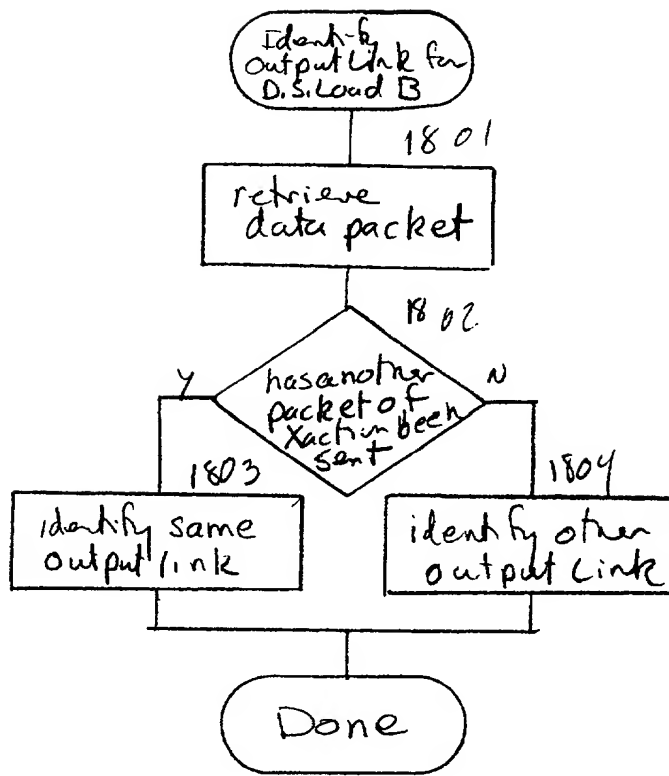 Identify
Output Link for
D.S. Load B
1801
retrieve
data packet
1802
Y
has another
packet of
Xaction been
sent
N
1803
identify same
output link
1804
identify other
output Link
Done